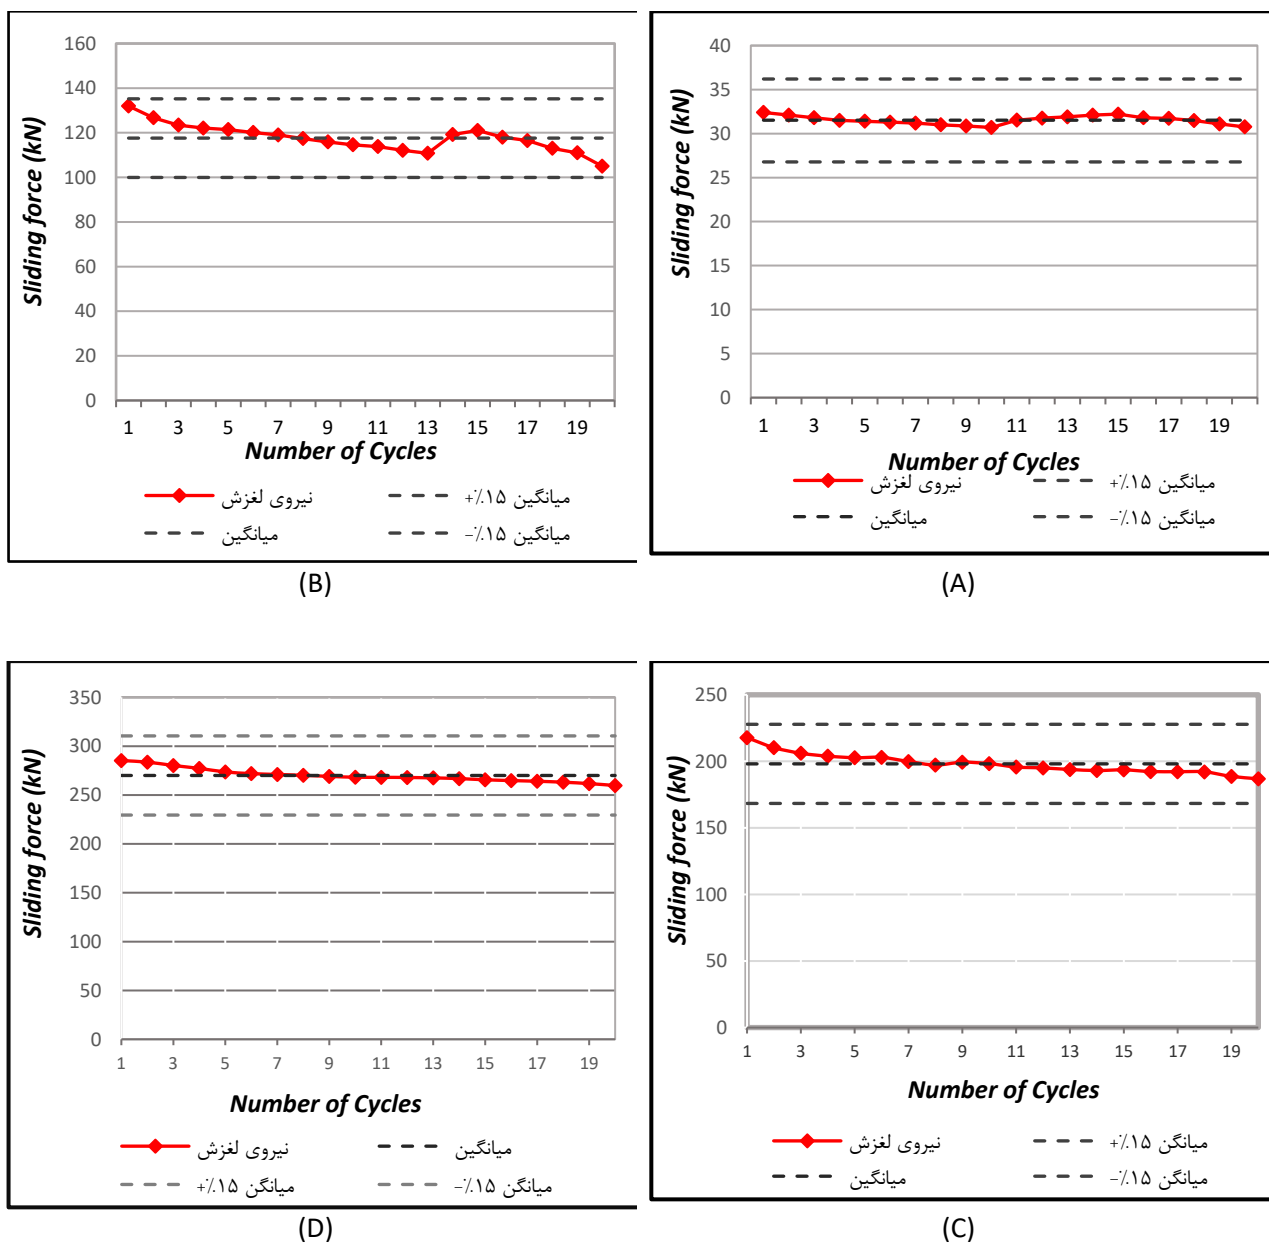 160
140
120
100
80
60
40
20
0
Sliding force (kN)
1 3 5 7 9 11 13 15 17 19
Number of Cycles
نیروی لغزش
میانگین ۱۵٪+
میانگین
میانگین ۱۵٪-
(B)
40
35
30
25
20
15
10
5
0
Sliding force (kN)
1 3 5 7 9 11 13 15 17 19
Number of Cycles
نیروی لغزش
میانگین ۱۵٪+
میانگین
میانگین ۱۵٪-
(A)
350
300
250
200
150
100
50
0
Sliding force (kN)
1 3 5 7 9 11 13 15 17 19
Number of Cycles
نیروی لغزش
میانگین
میانگن ۱۵٪+
میانگن ۱۵٪-
(D)
250
200
150
100
50
0
Sliding force (kN)
1 3 5 7 9 11 13 15 17 19
Number of Cycles
نیروی لغزش
میانگن ۱۵٪+
میانگین
میانگن ۱۵٪-
(C)